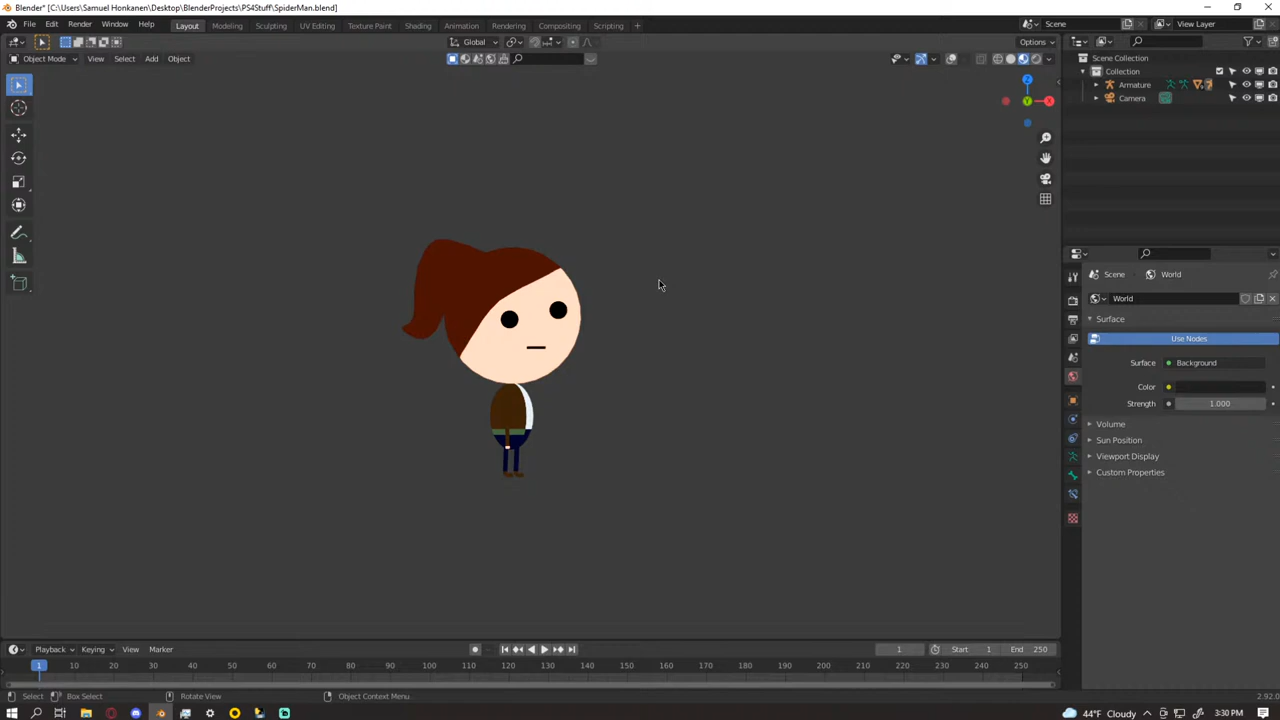 Blender* [C:\Users\Samuel Honkanen\Desktop\BlenderProjects\PS4Stuff\SpiderMan.blend]
File Edit Render Window Help Layout Modeling Sculpting UV Editing Texture Paint Shading Animation Rendering Compositing Scripting + Scene View Layer
Global Options
Object Mode View Select Add Object
Scene Collection
Collection
Armature
Camera
Z
Y X
Scene World
World
Surface
Use Nodes
Surface Background
Color
Strength 1.000
Volume
Sun Position
Viewport Display
Custom Properties
Playback Keying View Marker 1 Start 1 End 250
1 10 20 30 40 50 60 70 80 90 100 110 120 130 140 150 160 170 180 190 200 210 220 230 240 250
Select Box Select Rotate View Object Context Menu 2.92.0
44°F Cloudy 3:30 PM